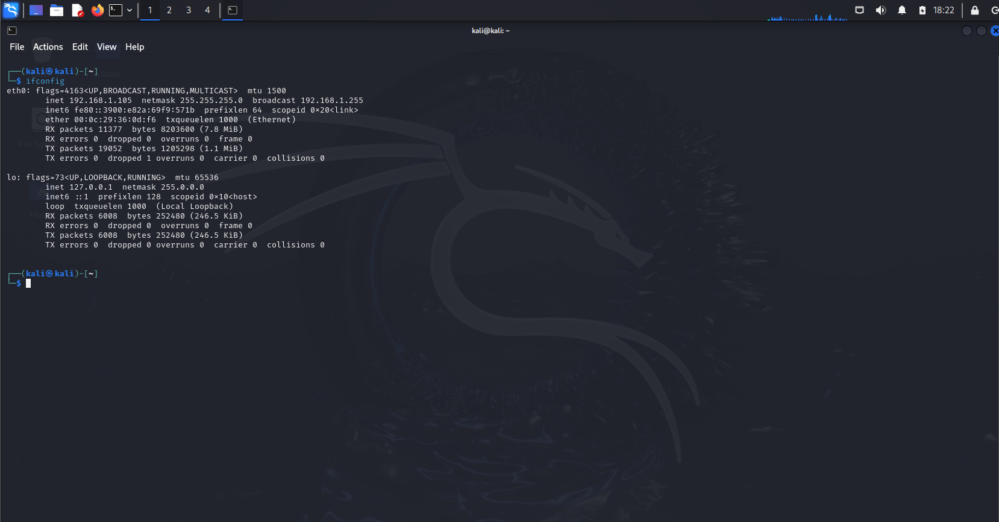 1 2 3 4 18:22
kali@kali: ~
File Actions Edit View Help
┌──(kali㉿kali)-[~]
└─$ ifconfig
eth0: flags=4163<UP,BROADCAST,RUNNING,MULTICAST>  mtu 1500
        inet 192.168.1.105  netmask 255.255.255.0  broadcast 192.168.1.255
        inet6 fe80::3900:e82a:69f9:571b  prefixlen 64  scopeid 0×20<link>
        ether 00:0c:29:36:0d:f6  txqueuelen 1000  (Ethernet)
        RX packets 11377  bytes 8203600 (7.8 MiB)
        RX errors 0  dropped 0  overruns 0  frame 0
        TX packets 19052  bytes 1205298 (1.1 MiB)
        TX errors 0  dropped 1 overruns 0  carrier 0  collisions 0
lo: flags=73<UP,LOOPBACK,RUNNING>  mtu 65536
        inet 127.0.0.1  netmask 255.0.0.0
        inet6 ::1  prefixlen 128  scopeid 0×10<host>
        loop  txqueuelen 1000  (Local Loopback)
        RX packets 6008  bytes 252480 (246.5 KiB)
        RX errors 0  dropped 0  overruns 0  frame 0
        TX packets 6008  bytes 252480 (246.5 KiB)
        TX errors 0  dropped 0 overruns 0  carrier 0  collisions 0
┌──(kali㉿kali)-[~]
└─$